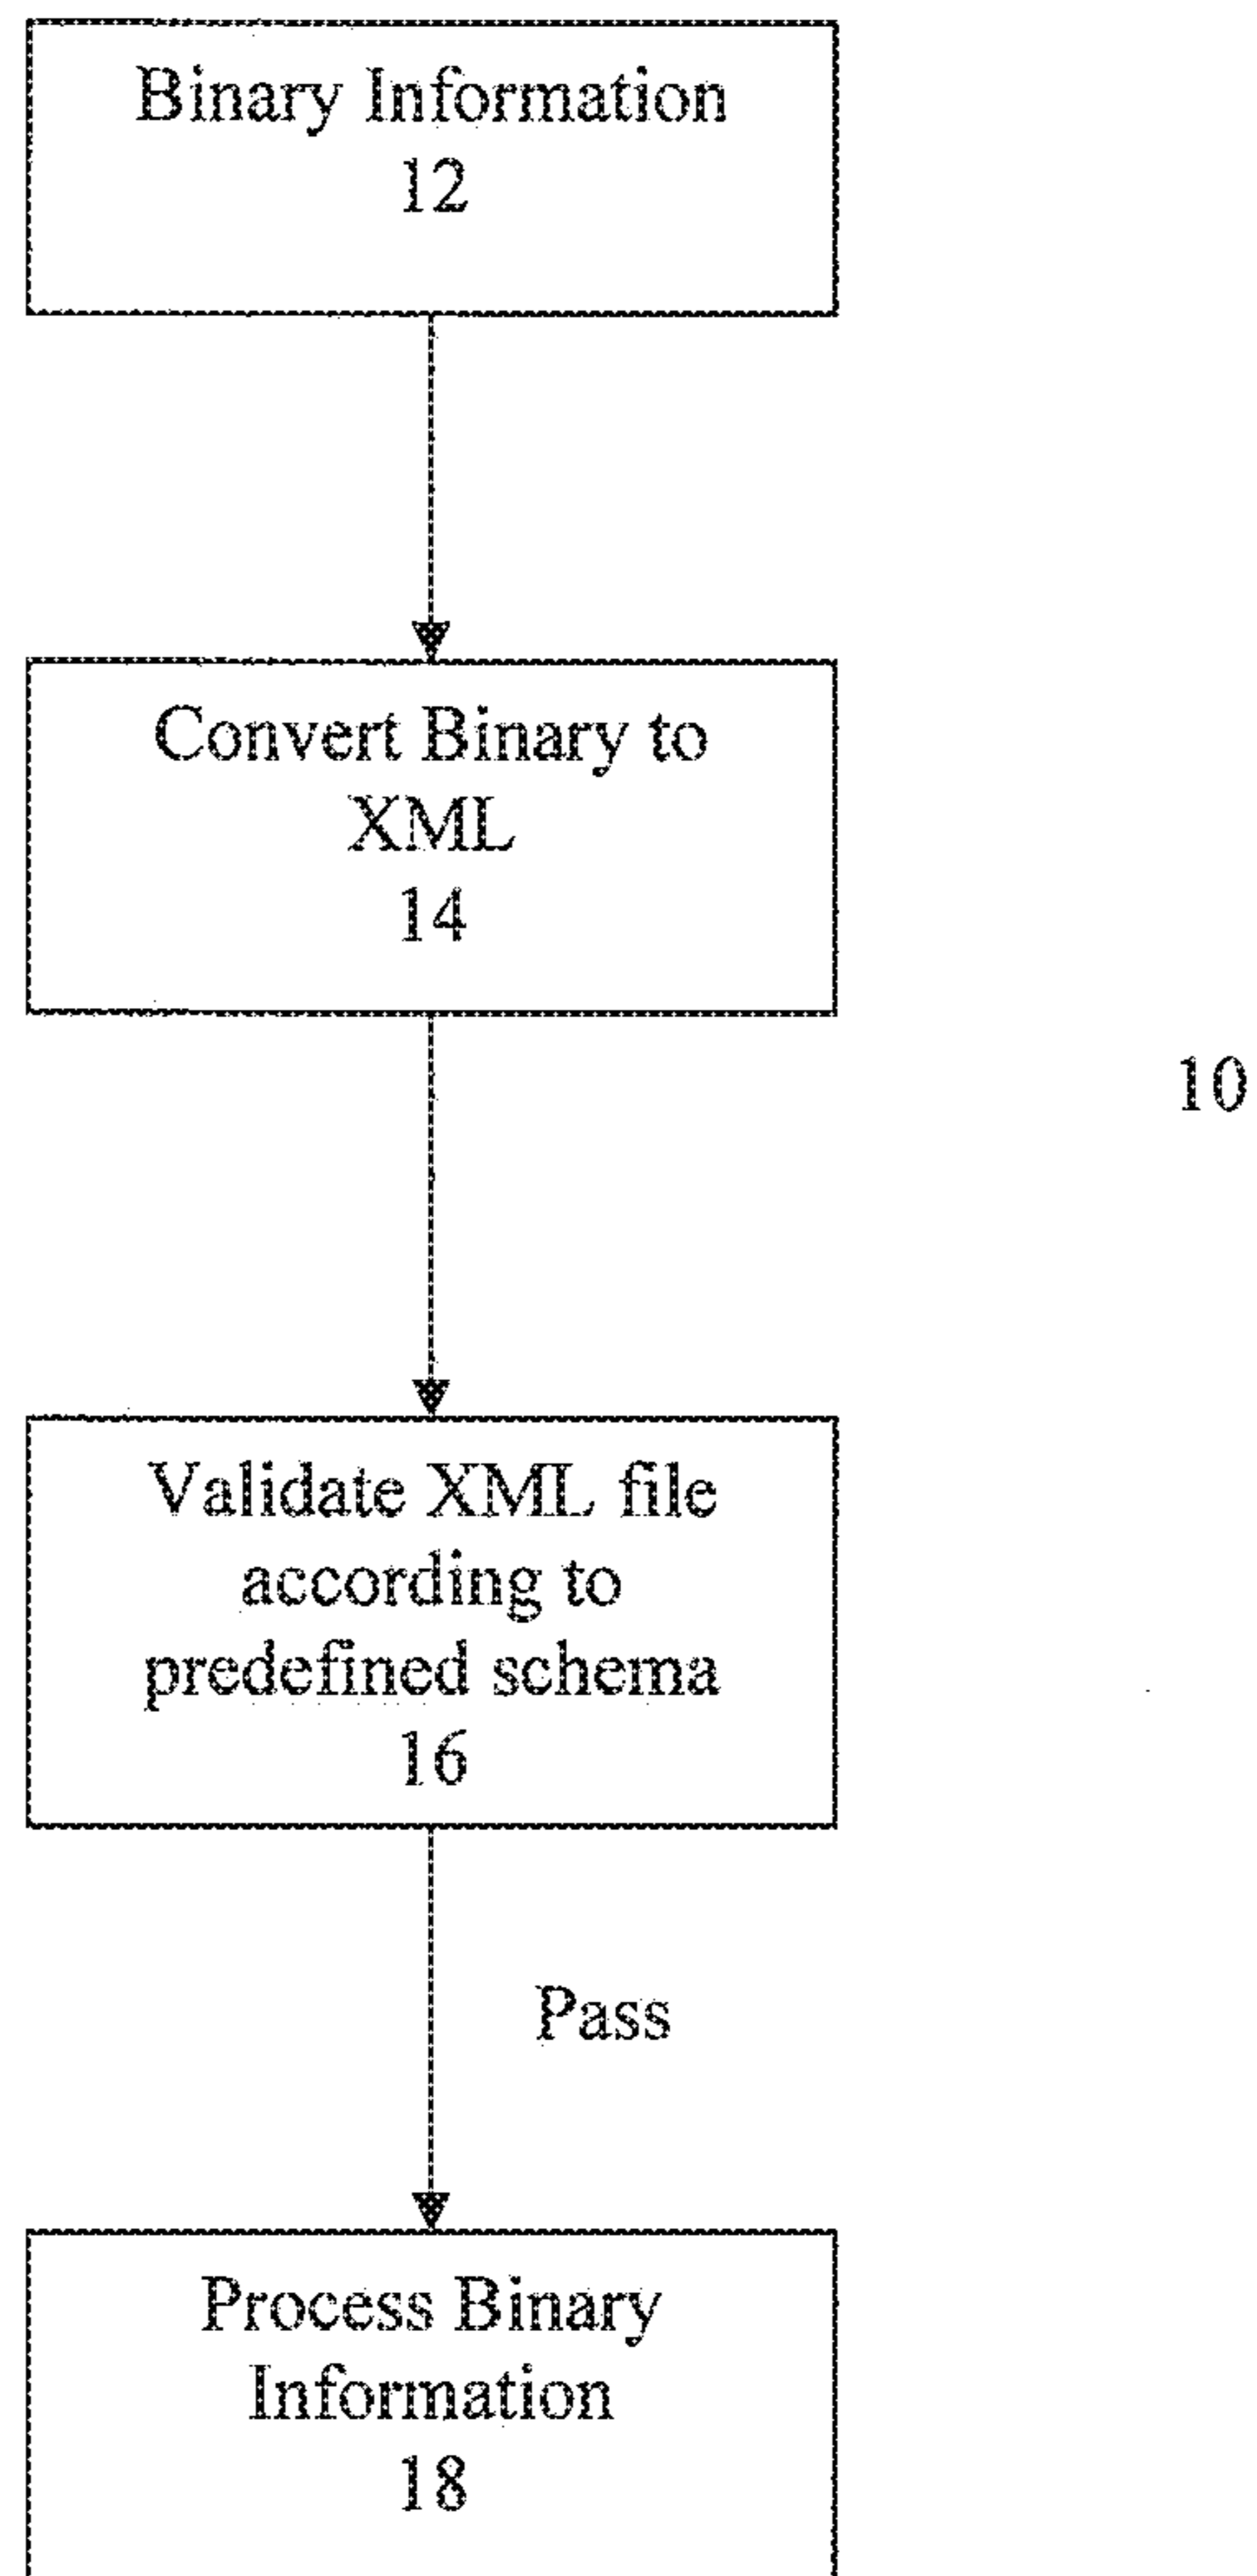 Binary Information
12
Convert Binary to
XML
14
10
Validate XML file
according to
predefined schema
16
Pass
Process Binary
Information
18